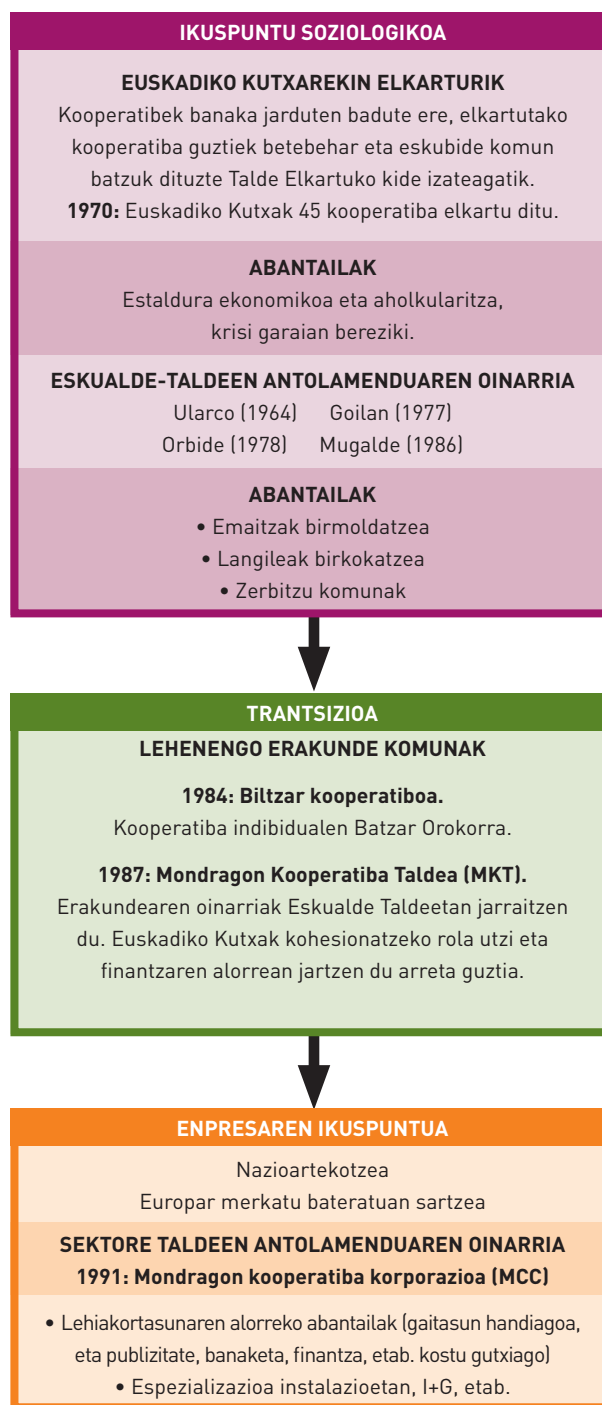 IKUSPUNTU SOZIOLOGIKOA
EUSKADIKO KUTXAREKIN ELKARTURIK
Kooperatibek banaka jarduten badute ere, elkartutako
kooperatiba guztiek betebehar eta eskubide komun
batzuk dituzte Talde Elkartuko kide izateagatik.
1970: Euskadiko Kutxak 45 kooperatiba elkartu ditu.
ABANTAILAK
Estaldura ekonomikoa eta aholkularitza,
krisi garaian bereziki.
ESKUALDE-TALDEEN ANTOLAMENDUAREN OINARRIA
Ularco (1964) Goilan (1977)
Orbide (1978) Mugalde (1986)
ABANTAILAK
• Emaitzak birmoldatzea
• Langileak birkokatzea
• Zerbitzu komunak
TRANTSIZIOA
LEHENENGO ERAKUNDE KOMUNAK
1984: Biltzar kooperatiboa.
Kooperatiba indibidualen Batzar Orokorra.
1987: Mondragon Kooperatiba Taldea (MKT).
Erakundearen oinarriak Eskualde Taldeetan jarraitzen
du. Euskadiko Kutxak kohesionatzeko rola utzi eta
finantzaren alorrean jartzen du arreta guztia.
ENPRESAREN IKUSPUNTUA
Nazioartekotzea
Europar merkatu bateratuan sartzea
SEKTORE TALDEEN ANTOLAMENDUAREN OINARRIA
1991: Mondragon kooperatiba korporazioa (MCC)
• Lehiakortasunaren alorreko abantailak (gaitasun handiagoa,
eta publizitate, banaketa, finantza, etab. kostu gutxiago)
• Espezializazioa instalazioetan, I+G, etab.